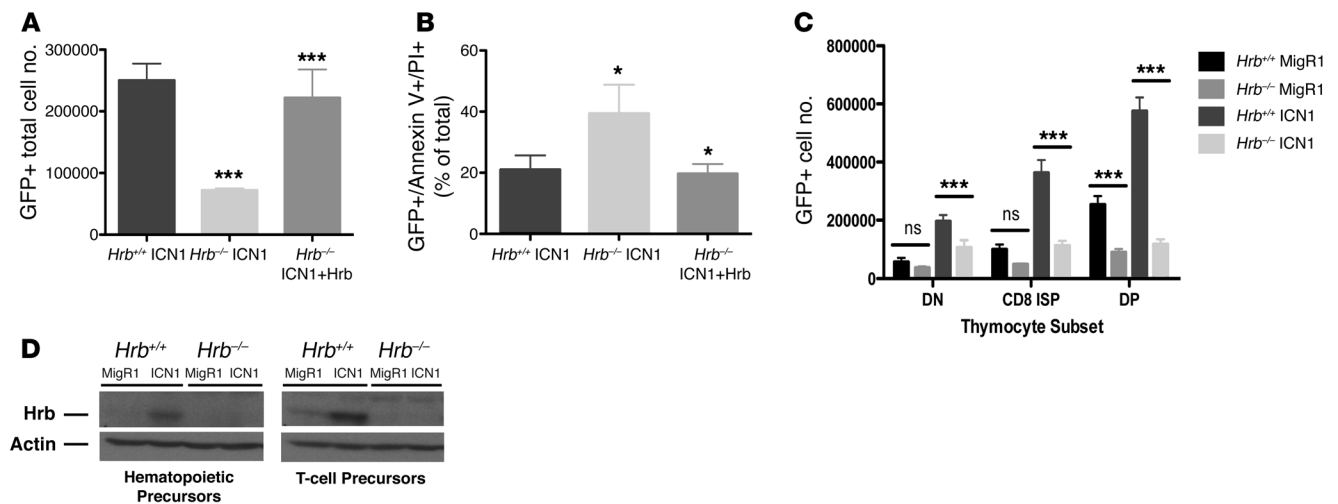 A
GFP+ total cell no.
300000
200000
100000
0
***
***
Hrb+/+ ICN1
Hrb–/– ICN1
Hrb–/–
ICN1+Hrb
B
GFP+/Annexin V+/PI+
(% of total)
60
40
20
0
*
*
Hrb+/+ ICN1
Hrb–/– ICN1
Hrb–/–
ICN1+Hrb
C
GFP+ cell no.
800000
600000
400000
200000
0
ns
***
ns
***
***
***
DN
CD8 ISP
DP
Thymocyte Subset
Hrb+/+ MigR1
Hrb–/– MigR1
Hrb+/+ ICN1
Hrb–/– ICN1
D
Hrb+/+ Hrb–/–
MigR1 ICN1 MigR1 ICN1
Hrb+/+ Hrb–/–
MigR1 ICN1 MigR1 ICN1
Hrb
Actin
Hematopoietic
Precursors
T-cell Precursors